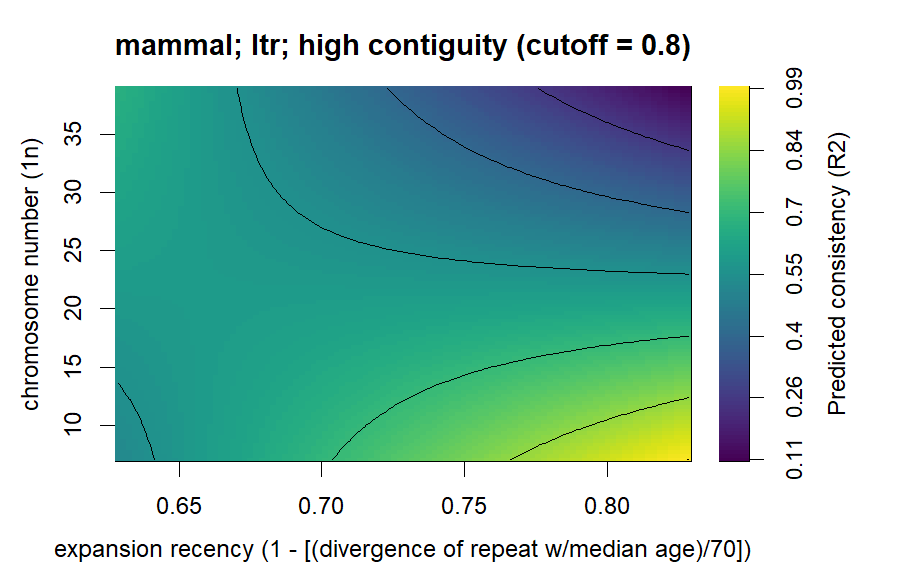 mammal; ltr; high contiguity (cutoff = 0.8)
35
30
25
20
15
10
chromosome number (1n)
0.65 0.70 0.75 0.80
expansion recency (1 - [(divergence of repeat w/median age)/70])
0.99
0.84
0.7
0.55
0.4
0.26
0.11
Predicted consistency (R2)